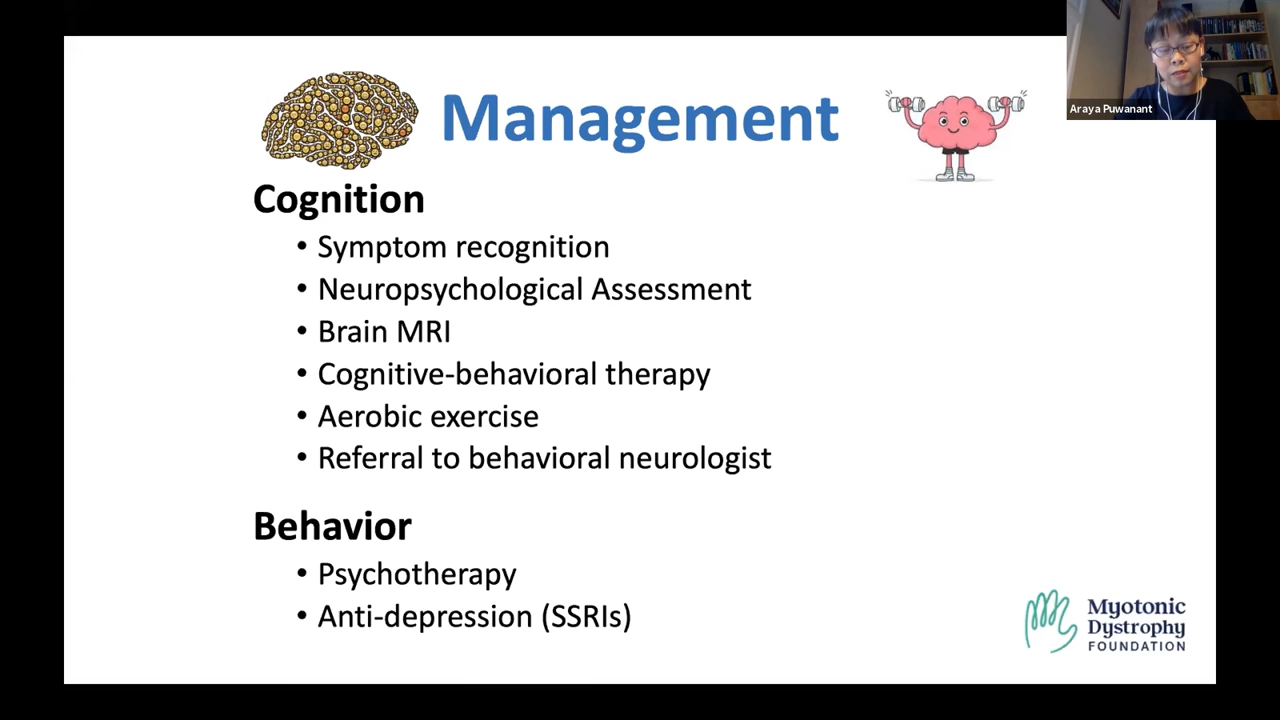 Araya Puwanant
Management
Cognition
• Symptom recognition
• Neuropsychological Assessment
• Brain MRI
• Cognitive-behavioral therapy
• Aerobic exercise
• Referral to behavioral neurologist
Behavior
• Psychotherapy
• Anti-depression (SSRIs)
Myotonic
Dystrophy
FOUNDATION